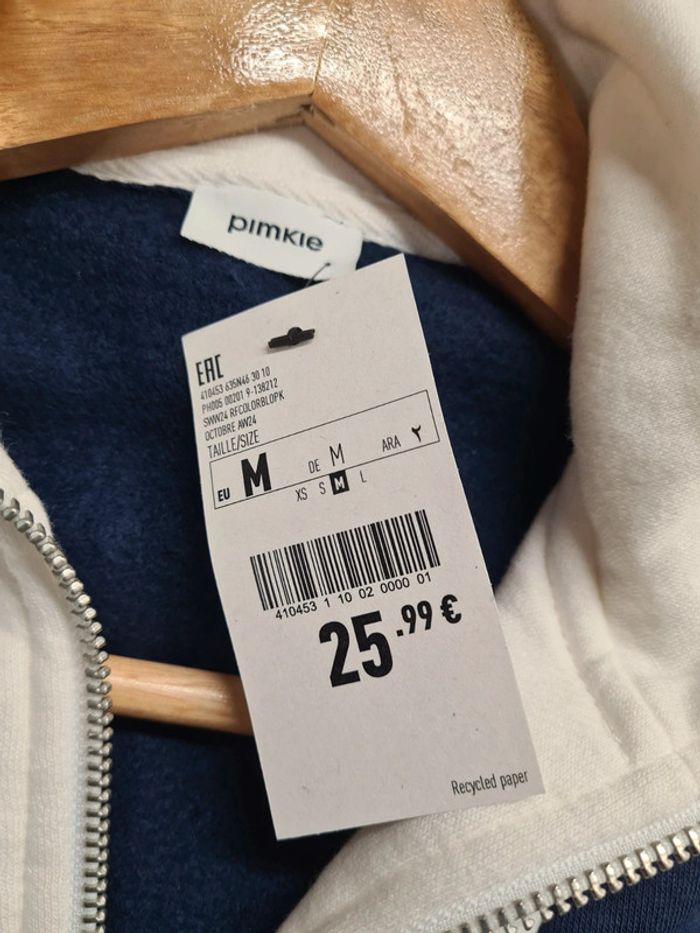 pimkie
EAC
410453 635N46 30 10
PH005 00201 9-138212
SWW24 RFCOLORBLOPK
OCTOBRE AW24
TAILLE/SIZE
EU M DE M ARA ٢
XS S M L
410453 1 10 02 0000 01
25.99 €
Recycled paper